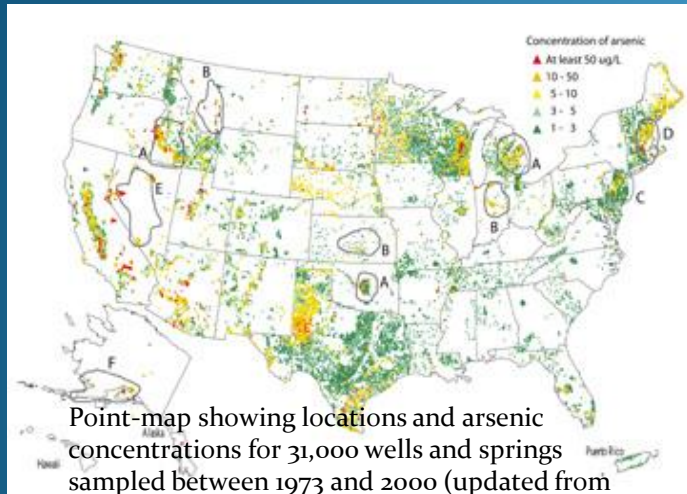 Concentration of arsenic
At least 50 ug/L
10 - 50
5 - 10
3 - 5
1 - 3
B
A
E
A
D
C
B
B
A
F
Alaska
Hawaii
Puerto Rico
Point-map showing locations and arsenic
concentrations for 31,000 wells and springs
sampled between 1973 and 2000 (updated from